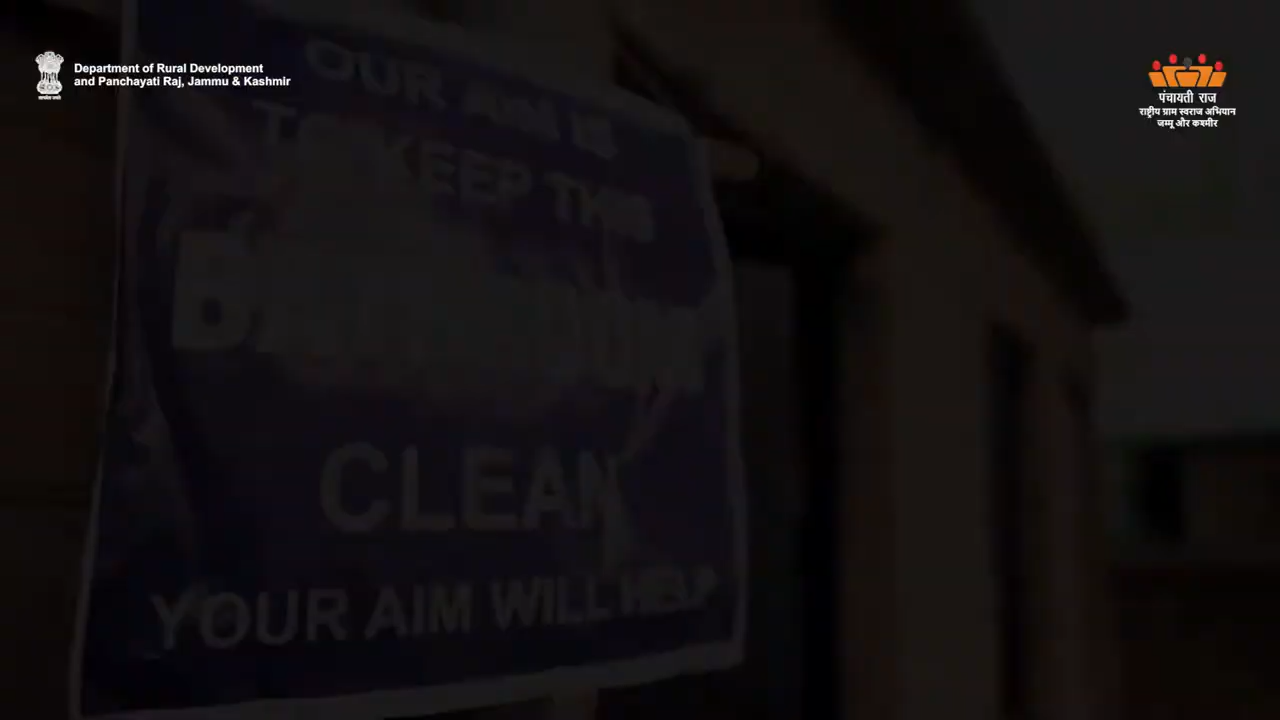 Department of Rural Development
and Panchayati Raj, Jammu & Kashmir
पंचायती राज
राष्ट्रीय ग्राम स्वराज अभियान
जम्मू और कश्मीर
OUR AIM IS
TO KEEP THIS
CLEAN
YOUR AIM WILL HELP